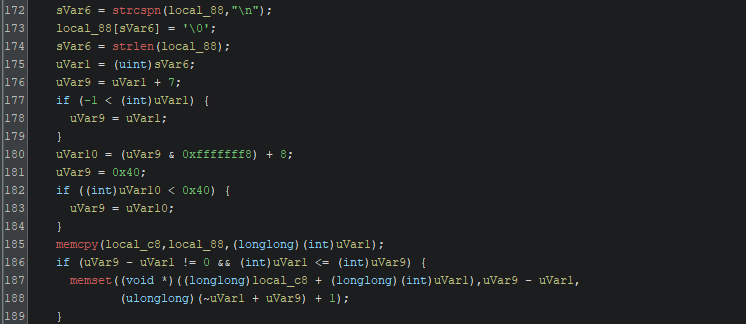 172 sVar6 = strcspn(local_88,"\n");
173 local_88[sVar6] = '\0';
174 sVar6 = strlen(local_88);
175 uVar1 = (uint)sVar6;
176 uVar9 = uVar1 + 7;
177 if (-1 < (int)uVar1) {
178 uVar9 = uVar1;
179 }
180 uVar10 = (uVar9 & 0xfffffff8) + 8;
181 uVar9 = 0x40;
182 if ((int)uVar10 < 0x40) {
183 uVar9 = uVar10;
184 }
185 memcpy(local_c8,local_88,(longlong)(int)uVar1);
186 if (uVar9 - uVar1 != 0 && (int)uVar1 <= (int)uVar9) {
187 memset((void *)((longlong)local_c8 + (longlong)(int)uVar1),uVar9 - uVar1,
188 (ulonglong)(~uVar1 + uVar9) + 1);
189 }